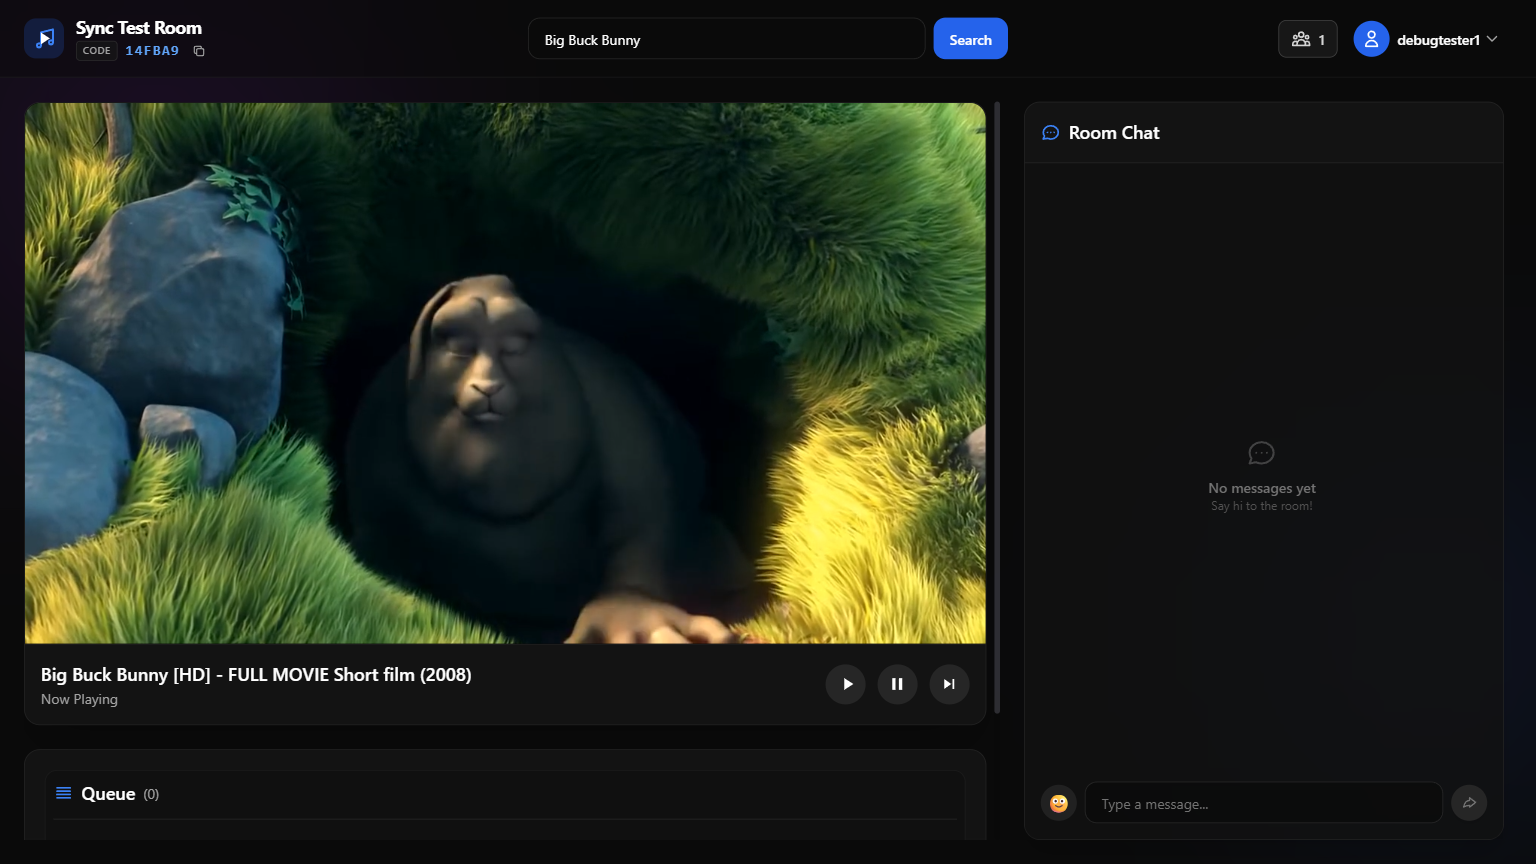 Sync Test Room
CODE 14FBA9
Big Buck Bunny
Search
1
debugtester1
Room Chat
No messages yet
Say hi to the room!
Big Buck Bunny [HD] - FULL MOVIE Short film (2008)
Now Playing
Queue (0)
Type a message...